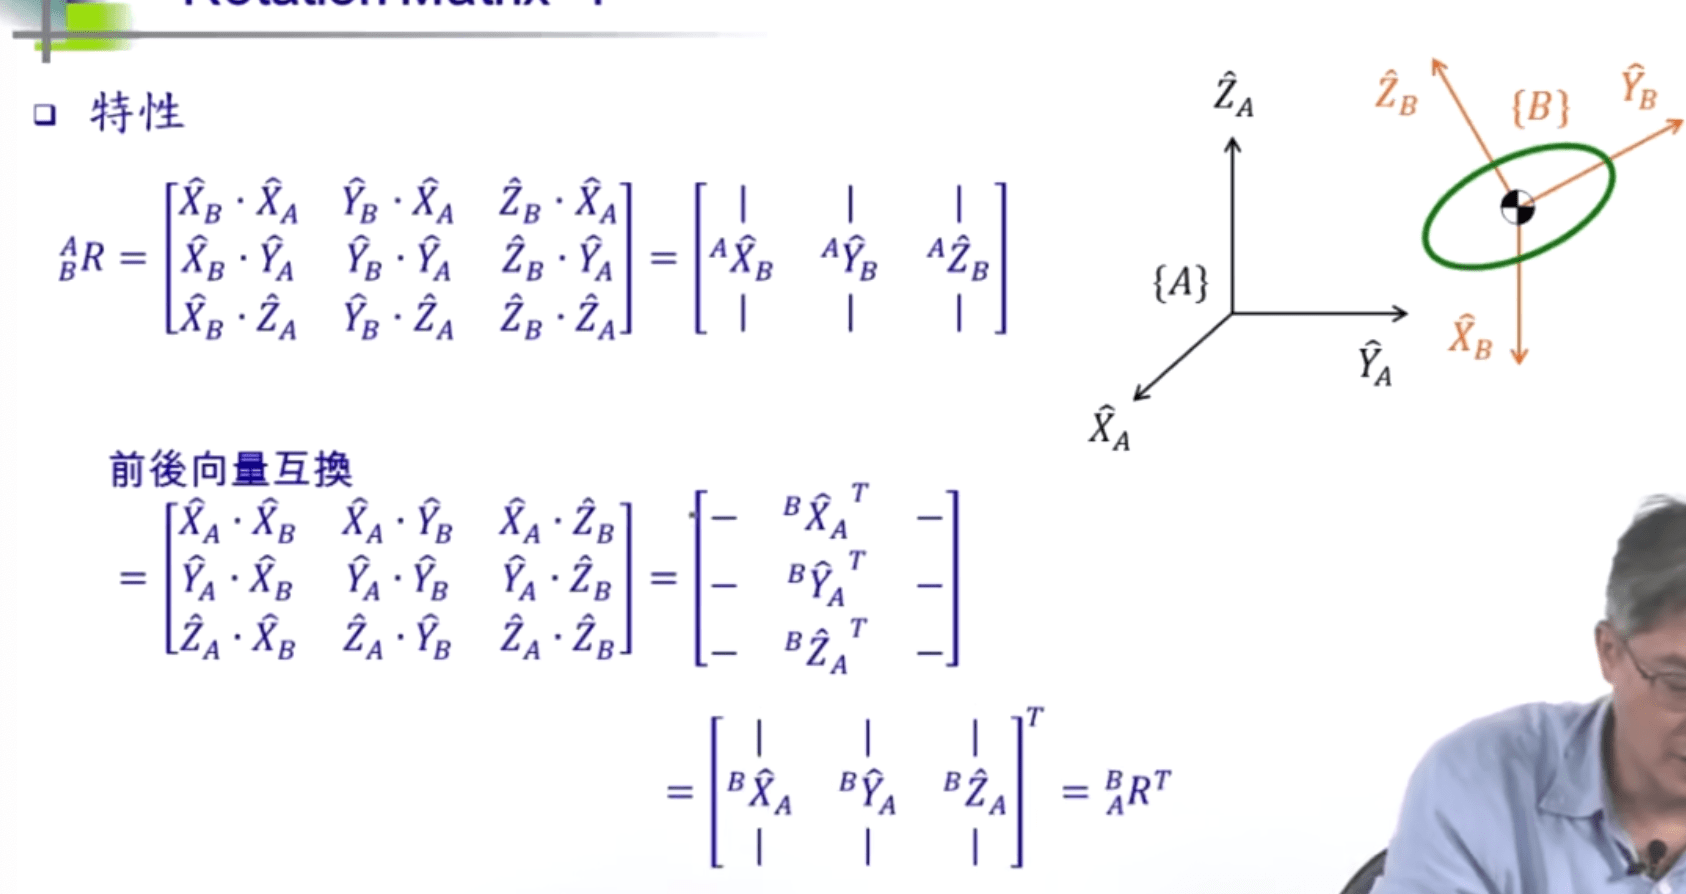 Rotation Matrix
❑ 特性
$^A_BR = \begin{bmatrix} \hat{X}_B \cdot \hat{X}_A & \hat{Y}_B \cdot \hat{X}_A & \hat{Z}_B \cdot \hat{X}_A \\ \hat{X}_B \cdot \hat{Y}_A & \hat{Y}_B \cdot \hat{Y}_A & \hat{Z}_B \cdot \hat{Y}_A \\ \hat{X}_B \cdot \hat{Z}_A & \hat{Y}_B \cdot \hat{Z}_A & \hat{Z}_B \cdot \hat{Z}_A \end{bmatrix} = \begin{bmatrix} | & | & | \\ ^A\hat{X}_B & ^A\hat{Y}_B & ^A\hat{Z}_B \\ | & | & | \end{bmatrix}$
前後向量互換
$= \begin{bmatrix} \hat{X}_A \cdot \hat{X}_B & \hat{X}_A \cdot \hat{Y}_B & \hat{X}_A \cdot \hat{Z}_B \\ \hat{Y}_A \cdot \hat{X}_B & \hat{Y}_A \cdot \hat{Y}_B & \hat{Y}_A \cdot \hat{Z}_B \\ \hat{Z}_A \cdot \hat{X}_B & \hat{Z}_A \cdot \hat{Y}_B & \hat{Z}_A \cdot \hat{Z}_B \end{bmatrix} = \begin{bmatrix} - & ^B\hat{X}_A{}^T & - \\ - & ^B\hat{Y}_A{}^T & - \\ - & ^B\hat{Z}_A{}^T & - \end{bmatrix}$
$= \begin{bmatrix} | & | & | \\ ^B\hat{X}_A & ^B\hat{Y}_A & ^B\hat{Z}_A \\ | & | & | \end{bmatrix}^T = {}^B_AR^T$
$\hat{Z}_A$
$\hat{Z}_B$
{B}
$\hat{Y}_B$
{A}
$\hat{X}_B$
$\hat{Y}_A$
$\hat{X}_A$